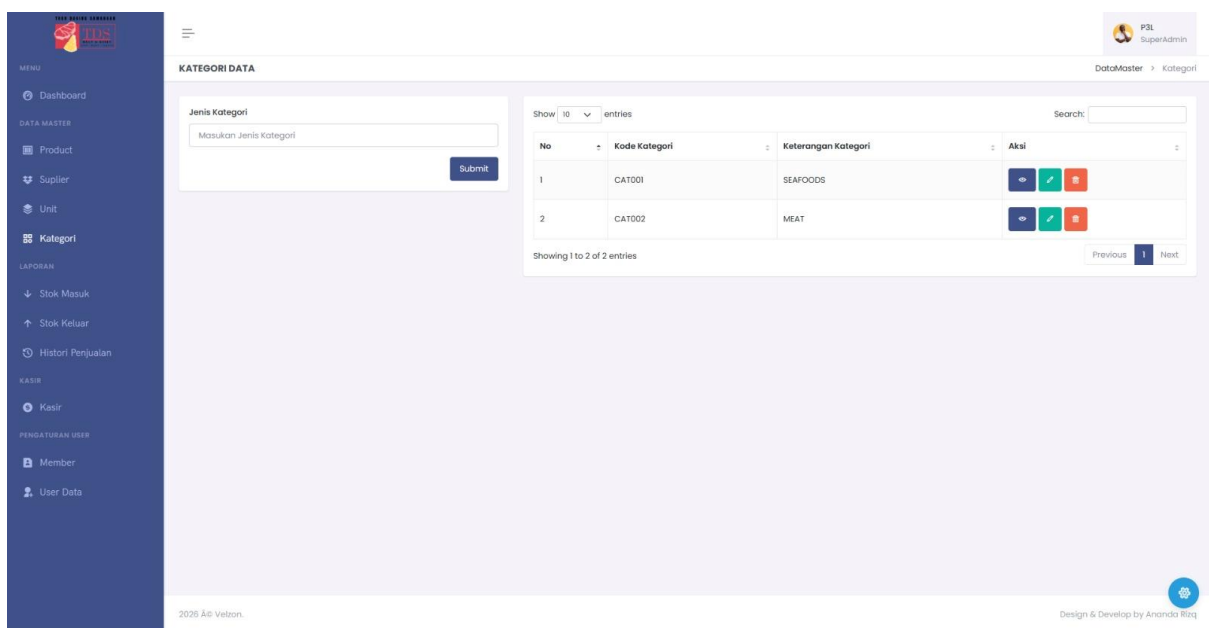 TDS
P3L
SuperAdmin
MENU
KATEGORI DATA
DataMaster > Kategori
Dashboard
DATA MASTER
Product
Suplier
Unit
Kategori
LAPORAN
Stok Masuk
Stok Keluar
Histori Penjualan
KASIR
Kasir
PENGATURAN USER
Member
User Data
Jenis Kategori
Masukan Jenis Kategori
Submit
Show 10 entries
Search:
No Kode Kategori Keterangan Kategori Aksi
1 CAT001 SEAFOODS
2 CAT002 MEAT
Showing 1 to 2 of 2 entries
Previous 1 Next
2026 Â© Velzon.
Design & Develop by Ananda Rizq